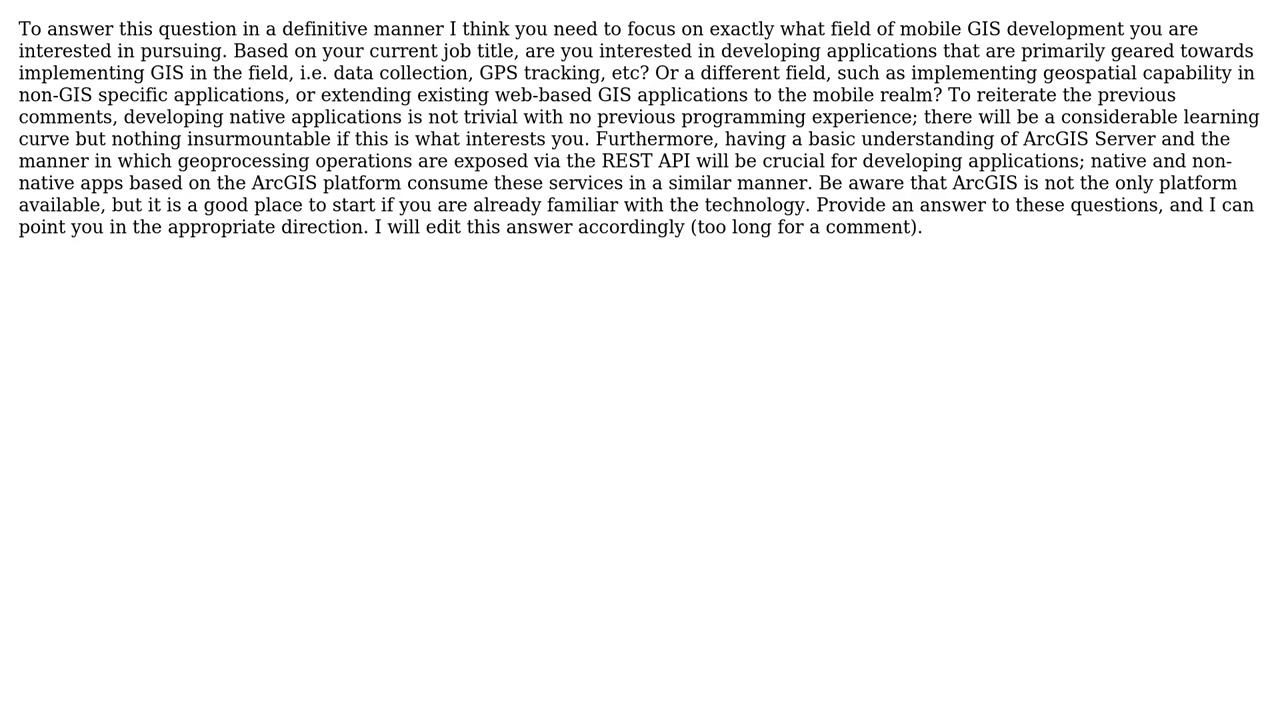 To answer this question in a definitive manner I think you need to focus on exactly what field of mobile GIS development you are
interested in pursuing. Based on your current job title, are you interested in developing applications that are primarily geared towards
implementing GIS in the field, i.e. data collection, GPS tracking, etc? Or a different field, such as implementing geospatial capability in
non-GIS specific applications, or extending existing web-based GIS applications to the mobile realm? To reiterate the previous
comments, developing native applications is not trivial with no previous programming experience; there will be a considerable learning
curve but nothing insurmountable if this is what interests you. Furthermore, having a basic understanding of ArcGIS Server and the
manner in which geoprocessing operations are exposed via the REST API will be crucial for developing applications; native and non-
native apps based on the ArcGIS platform consume these services in a similar manner. Be aware that ArcGIS is not the only platform
available, but it is a good place to start if you are already familiar with the technology. Provide an answer to these questions, and I can
point you in the appropriate direction. I will edit this answer accordingly (too long for a comment).